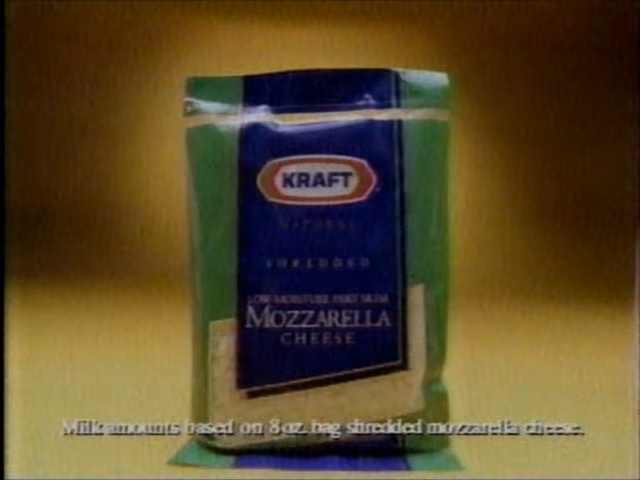 KRAFT
NATURAL
SHREDDED
LOW-MOISTURE PART-SKIM
MOZZARELLA
CHEESE
Milk amounts based on 8 oz. bag shredded mozzarella cheese.